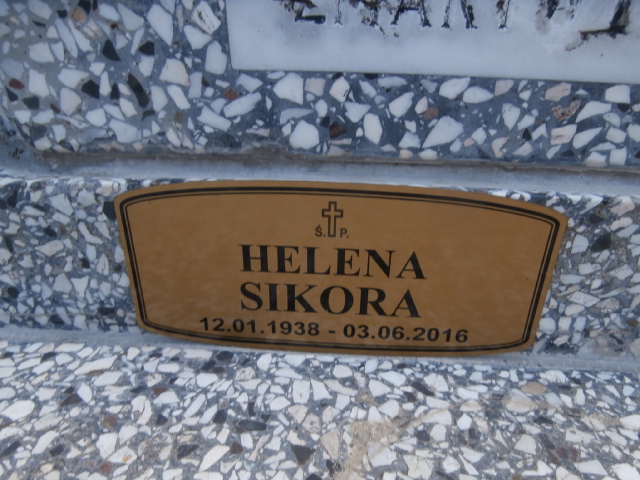 Ś. P.
HELENA
SIKORA
12.01.1938 - 03.06.2016